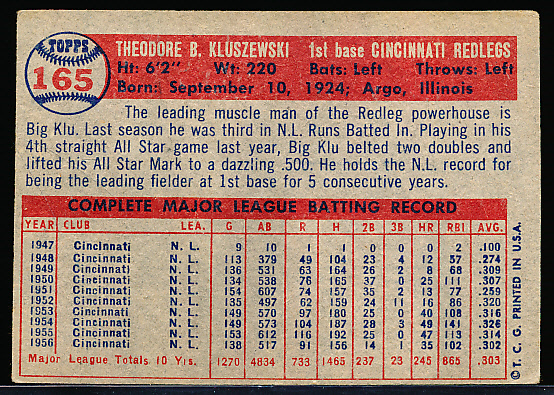 TOPPS
165
THEODORE B. KLUSZEWSKI 1st base CINCINNATI REDLEGS
Ht: 6'2" Wt: 220 Bats: Left Throws: Left
Born: September 10, 1924; Argo, Illinois
The leading muscle man of the Redleg powerhouse is
Big Klu. Last season he was third in N.L. Runs Batted In. Playing in his
4th straight All Star game last year, Big Klu belted two doubles and
lifted his All Star Mark to a dazzling .500. He holds the N.L. record for
being the leading fielder at 1st base for 5 consecutive years.
COMPLETE MAJOR LEAGUE BATTING RECORD
YEAR CLUB LEA. G AB R H 2B 3B HR RBI AVG.
1947 Cincinnati N. L. 9 10 1 1 0 0 0 2 .100
1948 Cincinnati N. L. 113 379 49 104 23 4 12 57 .274
1949 Cincinnati N. L. 136 531 63 164 26 2 8 68 .309
1950 Cincinnati N. L. 134 538 76 165 37 0 25 111 .307
1951 Cincinnati N. L. 154 607 74 157 35 2 13 77 .259
1952 Cincinnati N. L. 135 497 62 159 24 11 16 86 .320
1953 Cincinnati N. L. 149 570 97 180 25 0 40 108 .316
1954 Cincinnati N. L. 149 573 104 187 28 3 49 141 .326
1955 Cincinnati N. L. 153 612 116 192 25 0 47 113 .314
1956 Cincinnati N. L. 138 517 91 156 14 1 35 102 .302
Major League Totals 10 Yrs. 1270 4834 733 1465 237 23 245 865 .303
© T. C. G. PRINTED IN U.S.A.